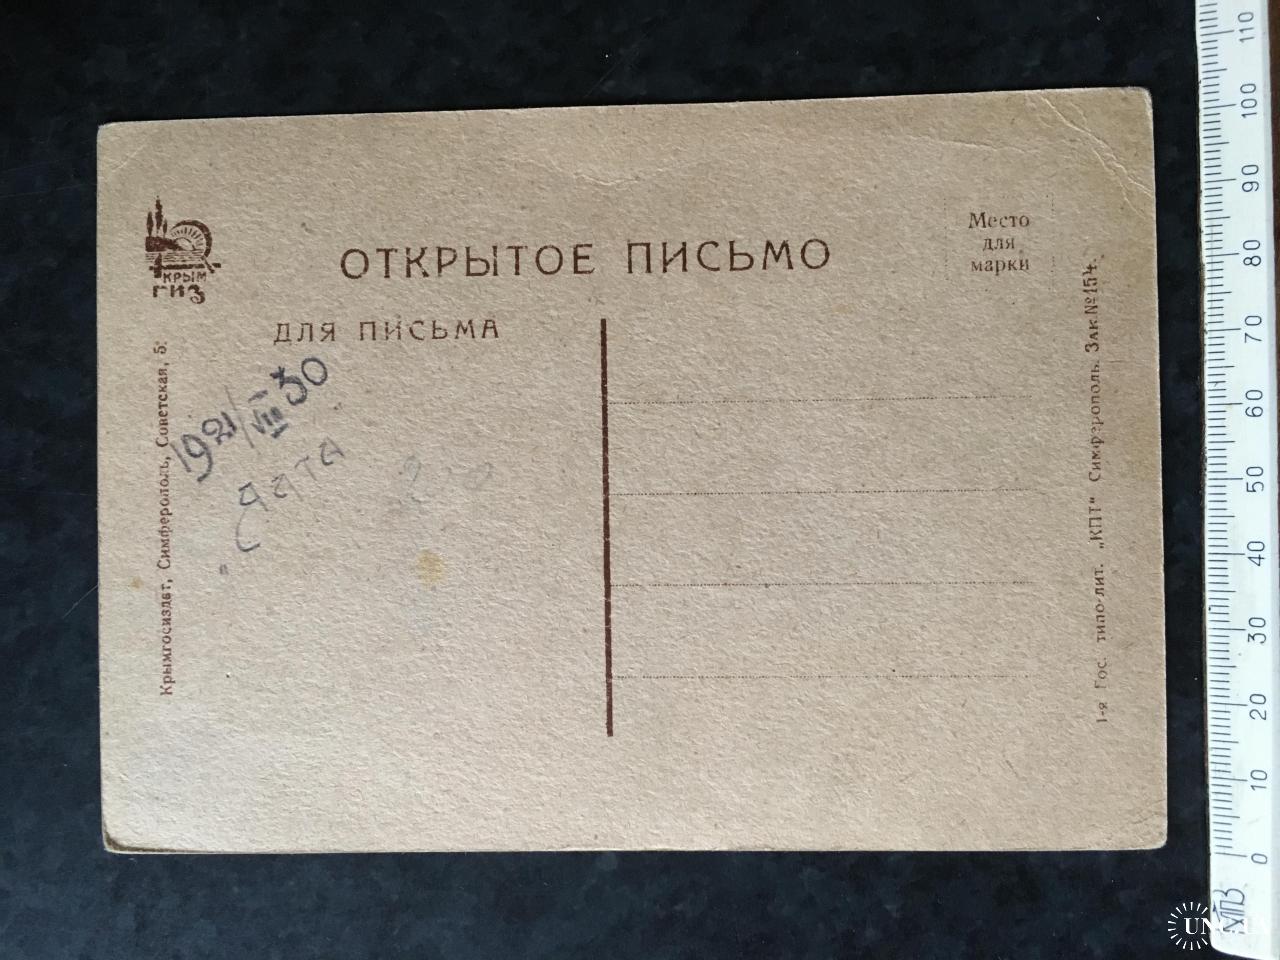 КРЫМ
ГИЗ
ОТКРЫТОЕ ПИСЬМО
Место
для
марки
ДЛЯ ПИСЬМА
Крымгосиздат, Симферополь, Советская, 5.
1921/VIII 30
ЯЛТА
1-я Гос. типо-лит. „КПТ“ Симферополь. Зак.№154.
110
100
90
80
70
60
50
40
30
20
10
0